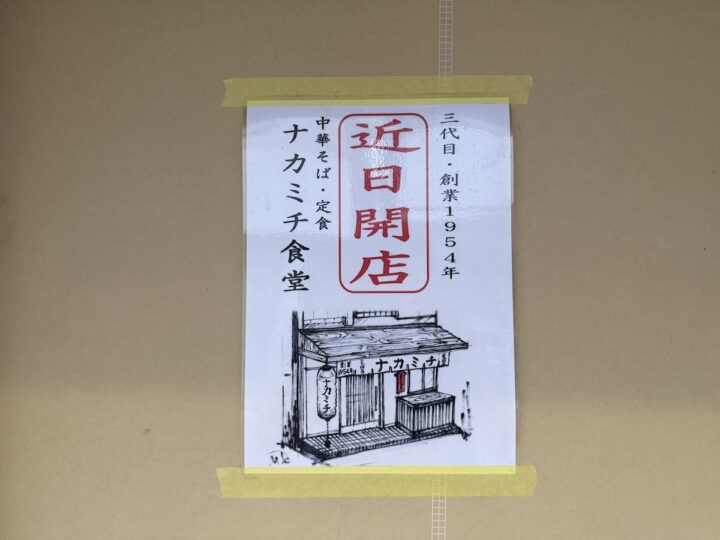 三代目・創業1954年
近日開店
中華そば・定食
ナカミチ食堂
ナカミチ
ナカミチ